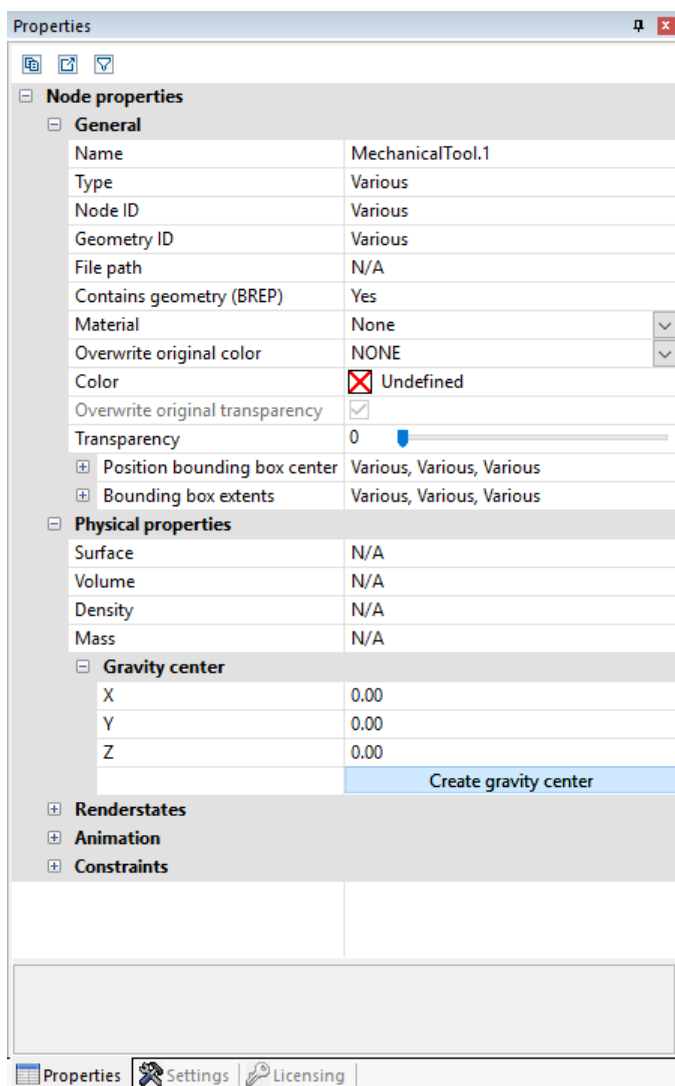 Properties
Node properties
General
Name MechanicalTool.1
Type Various
Node ID Various
Geometry ID Various
File path N/A
Contains geometry (BREP) Yes
Material None
Overwrite original color NONE
Color Undefined
Overwrite original transparency
Transparency 0
Position bounding box center Various, Various, Various
Bounding box extents Various, Various, Various
Physical properties
Surface N/A
Volume N/A
Density N/A
Mass N/A
Gravity center
X 0.00
Y 0.00
Z 0.00
Create gravity center
Renderstates
Animation
Constraints
Properties Settings Licensing